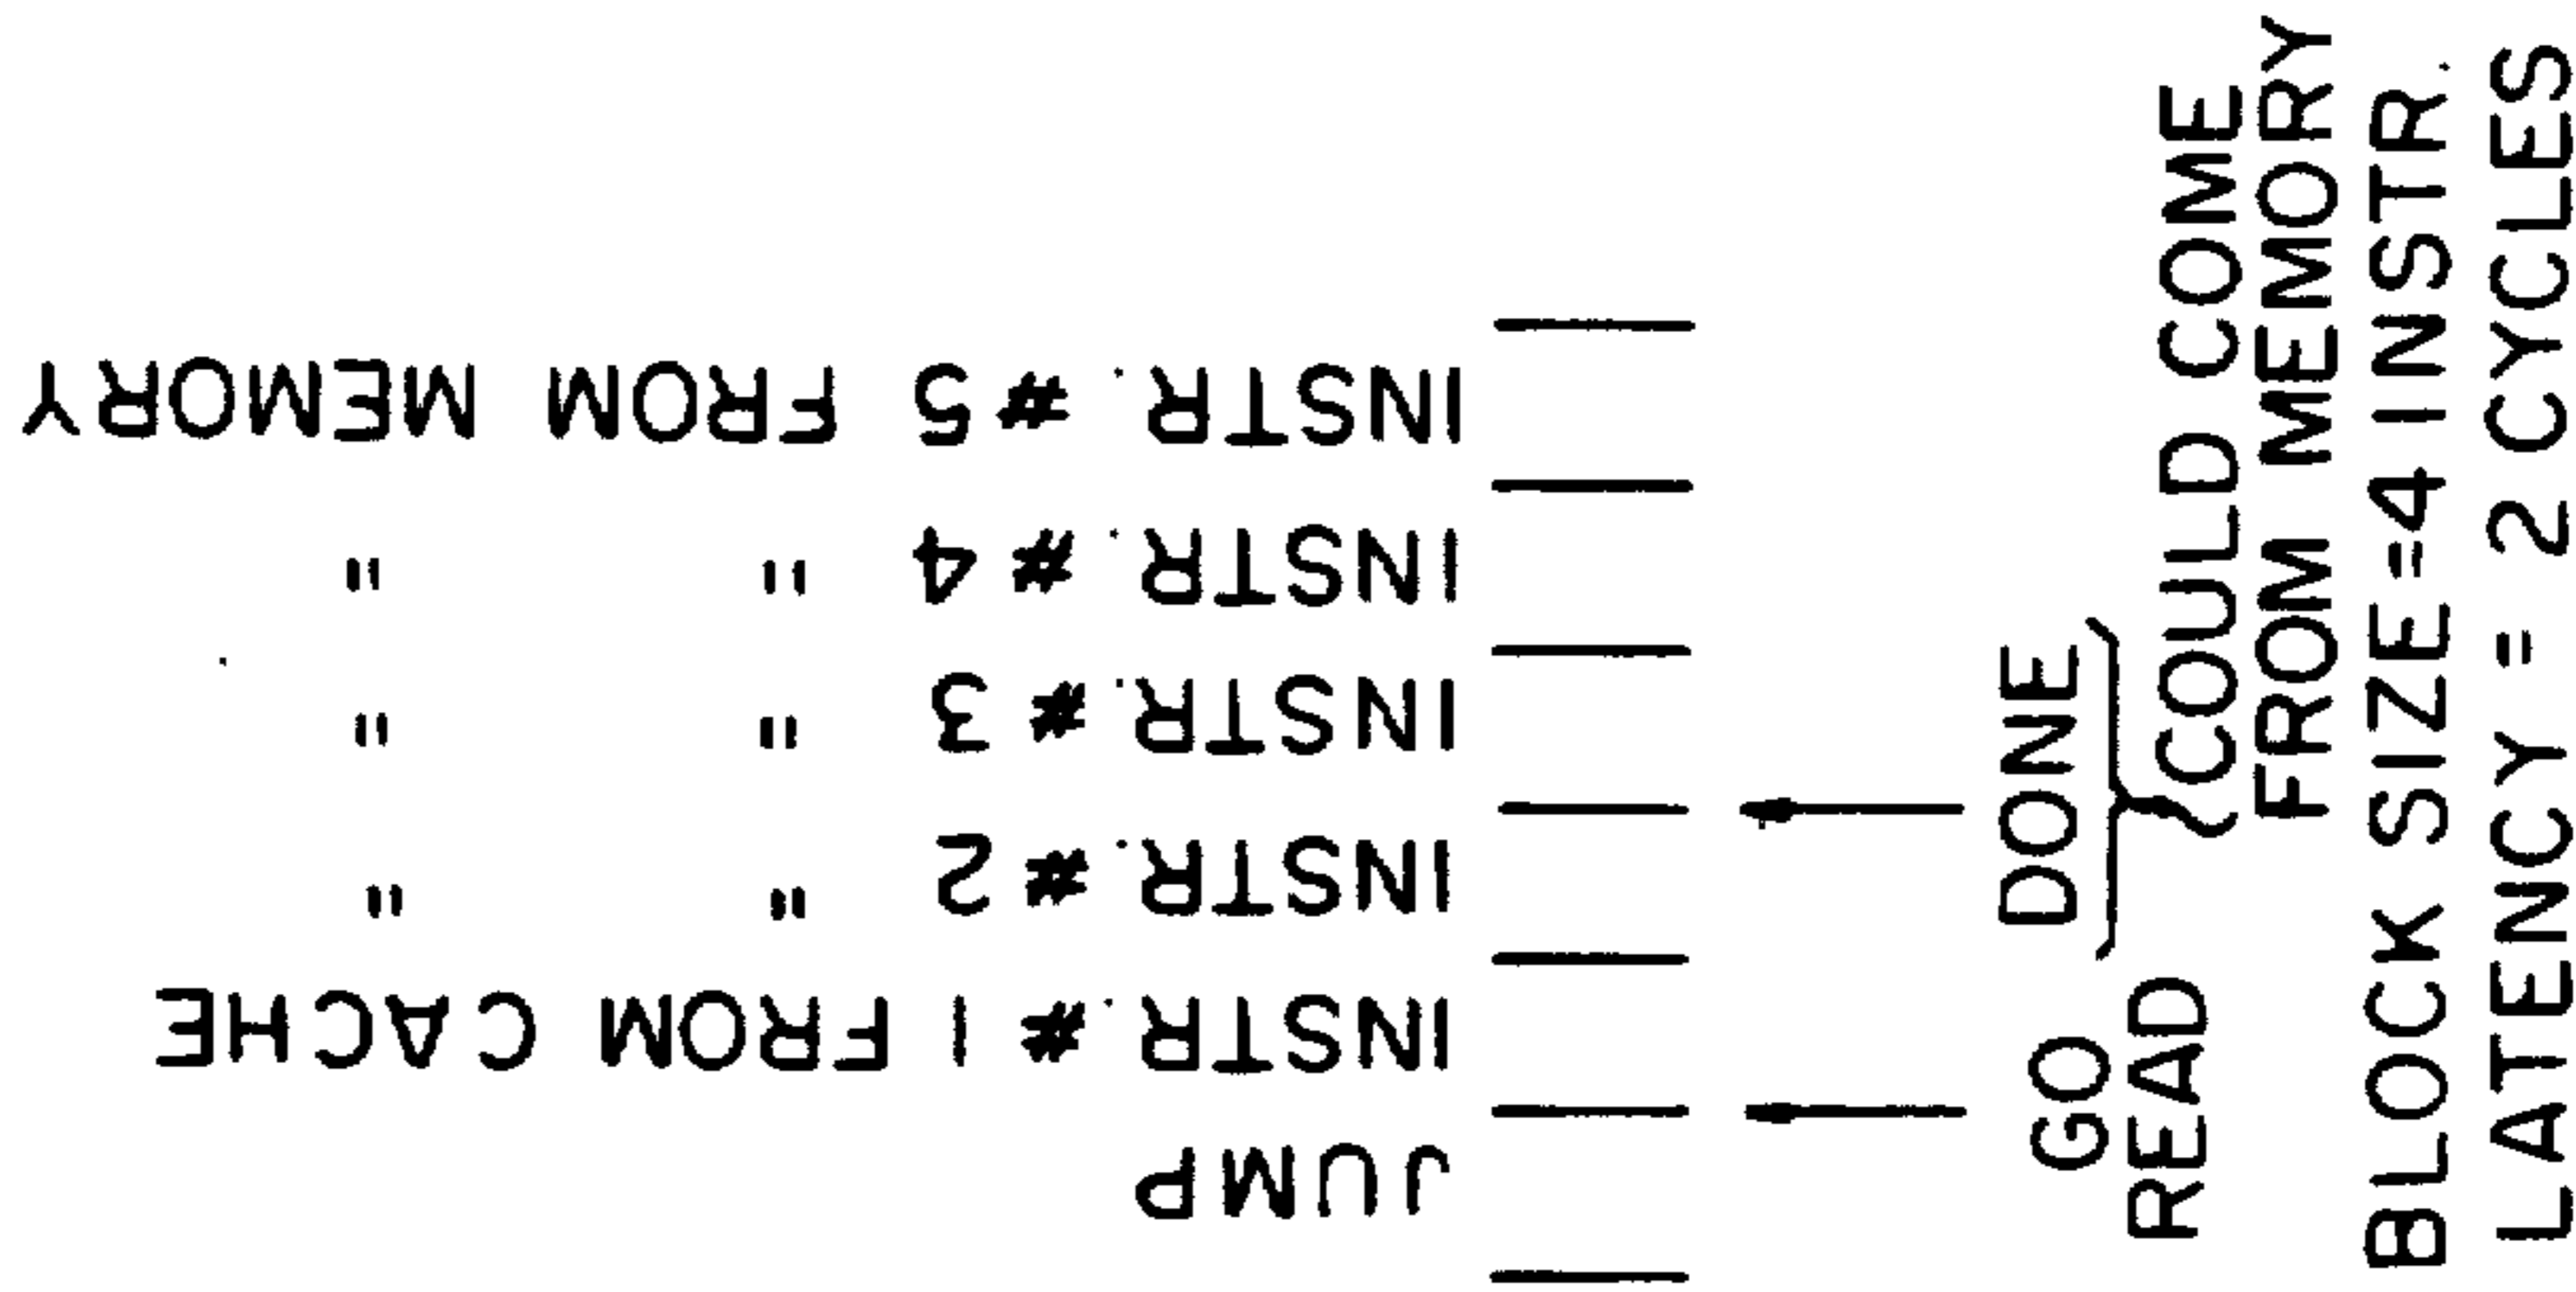 JUMP
INSTR. # 1 FROM CACHE
INSTR. # 2 " "
INSTR. # 3 " "
INSTR. # 4 " "
INSTR. # 5 FROM MEMORY
GO
READ
DONE
COULD COME
FROM MEMORY
BLOCK SIZE=4 INSTR.
LATENCY = 2 CYCLES